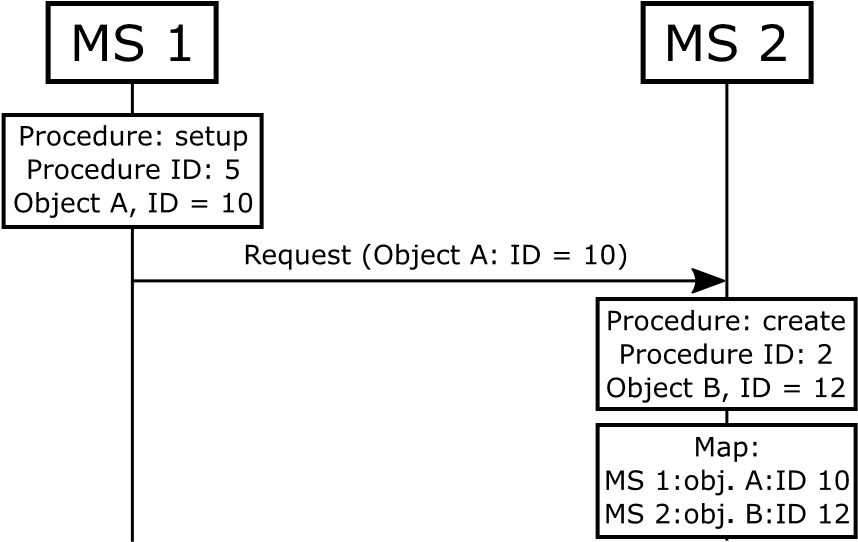 MS 1
MS 2
Procedure: setup
Procedure ID: 5
Object A, ID = 10
Request (Object A: ID = 10)
Procedure: create
Procedure ID: 2
Object B, ID = 12
Map:
MS 1:obj. A:ID 10
MS 2:obj. B:ID 12